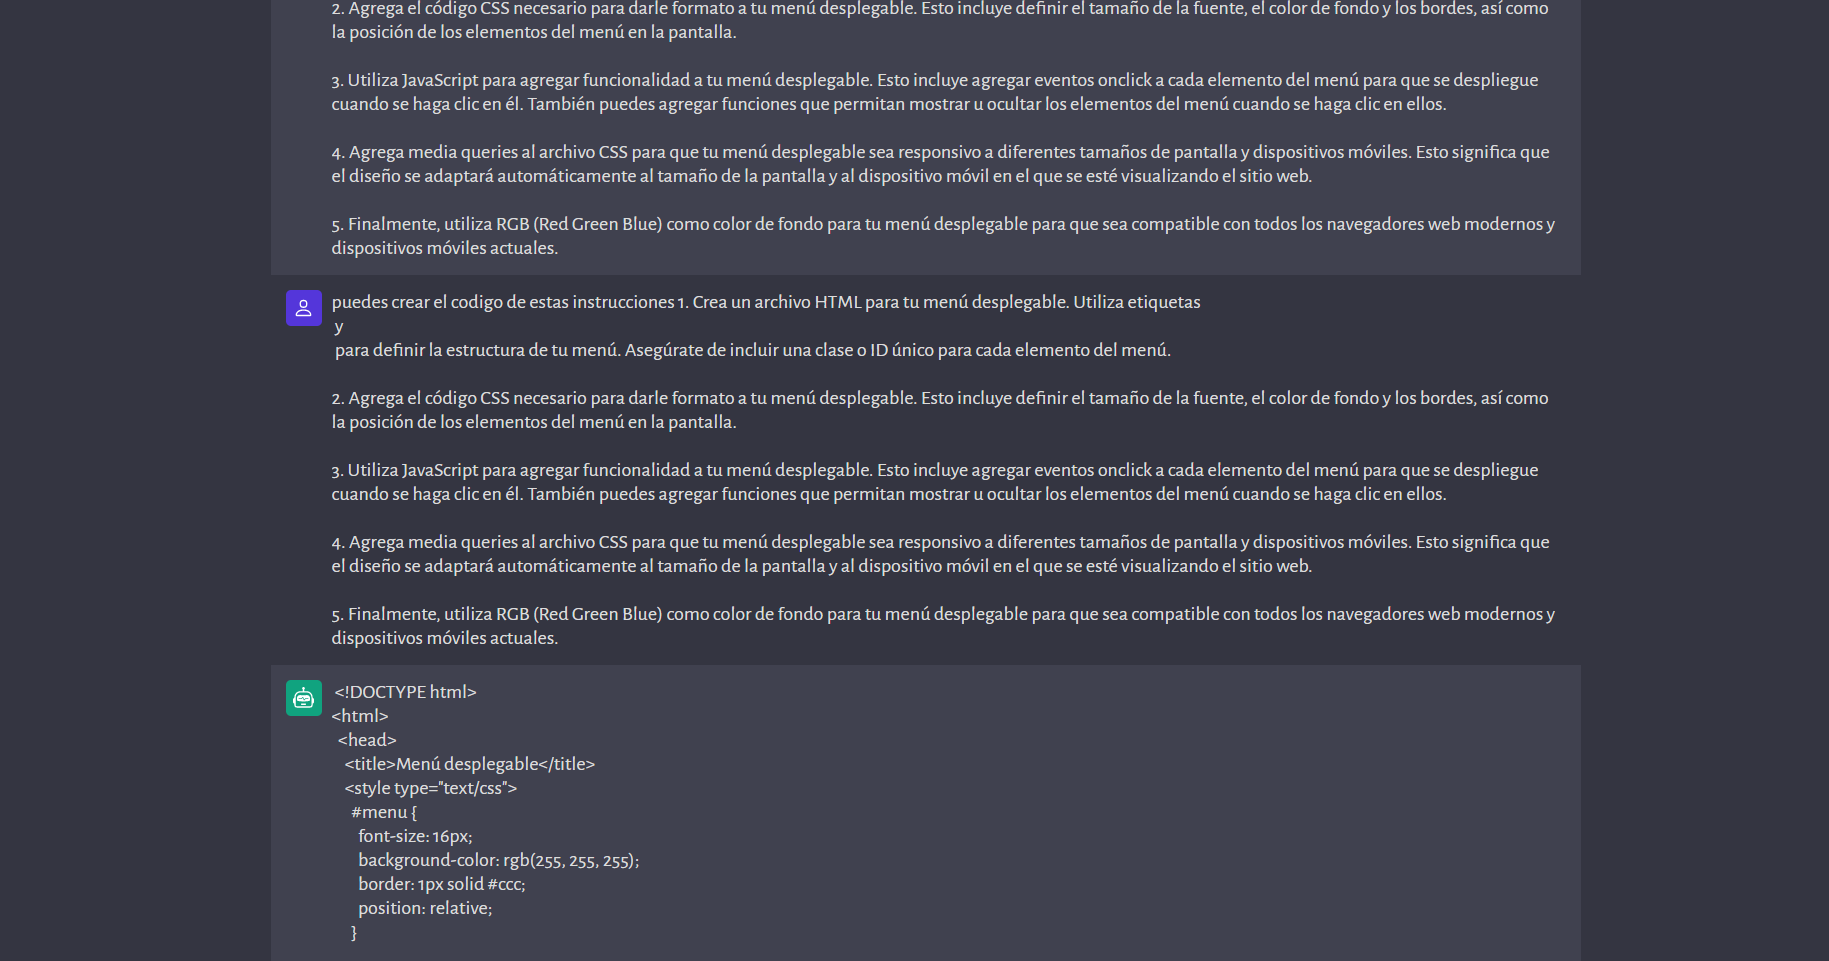 2. Agrega el código CSS necesario para darle formato a tu menú desplegable. Esto incluye definir el tamaño de la fuente, el color de fondo y los bordes, así como
la posición de los elementos del menú en la pantalla.
3. Utiliza JavaScript para agregar funcionalidad a tu menú desplegable. Esto incluye agregar eventos onclick a cada elemento del menú para que se despliegue
cuando se haga clic en él. También puedes agregar funciones que permitan mostrar u ocultar los elementos del menú cuando se haga clic en ellos.
4. Agrega media queries al archivo CSS para que tu menú desplegable sea responsivo a diferentes tamaños de pantalla y dispositivos móviles. Esto significa que
el diseño se adaptará automáticamente al tamaño de la pantalla y al dispositivo móvil en el que se esté visualizando el sitio web.
5. Finalmente, utiliza RGB (Red Green Blue) como color de fondo para tu menú desplegable para que sea compatible con todos los navegadores web modernos y
dispositivos móviles actuales.
puedes crear el codigo de estas instrucciones 1. Crea un archivo HTML para tu menú desplegable. Utiliza etiquetas
y
para definir la estructura de tu menú. Asegúrate de incluir una clase o ID único para cada elemento del menú.
2. Agrega el código CSS necesario para darle formato a tu menú desplegable. Esto incluye definir el tamaño de la fuente, el color de fondo y los bordes, así como
la posición de los elementos del menú en la pantalla.
3. Utiliza JavaScript para agregar funcionalidad a tu menú desplegable. Esto incluye agregar eventos onclick a cada elemento del menú para que se despliegue
cuando se haga clic en él. También puedes agregar funciones que permitan mostrar u ocultar los elementos del menú cuando se haga clic en ellos.
4. Agrega media queries al archivo CSS para que tu menú desplegable sea responsivo a diferentes tamaños de pantalla y dispositivos móviles. Esto significa que
el diseño se adaptará automáticamente al tamaño de la pantalla y al dispositivo móvil en el que se esté visualizando el sitio web.
5. Finalmente, utiliza RGB (Red Green Blue) como color de fondo para tu menú desplegable para que sea compatible con todos los navegadores web modernos y
dispositivos móviles actuales.
<!DOCTYPE html>
<html>
<head>
<title>Menú desplegable</title>
<style type="text/css">
#menu {
font-size: 16px;
background-color: rgb(255, 255, 255);
border: 1px solid #ccc;
position: relative;
}